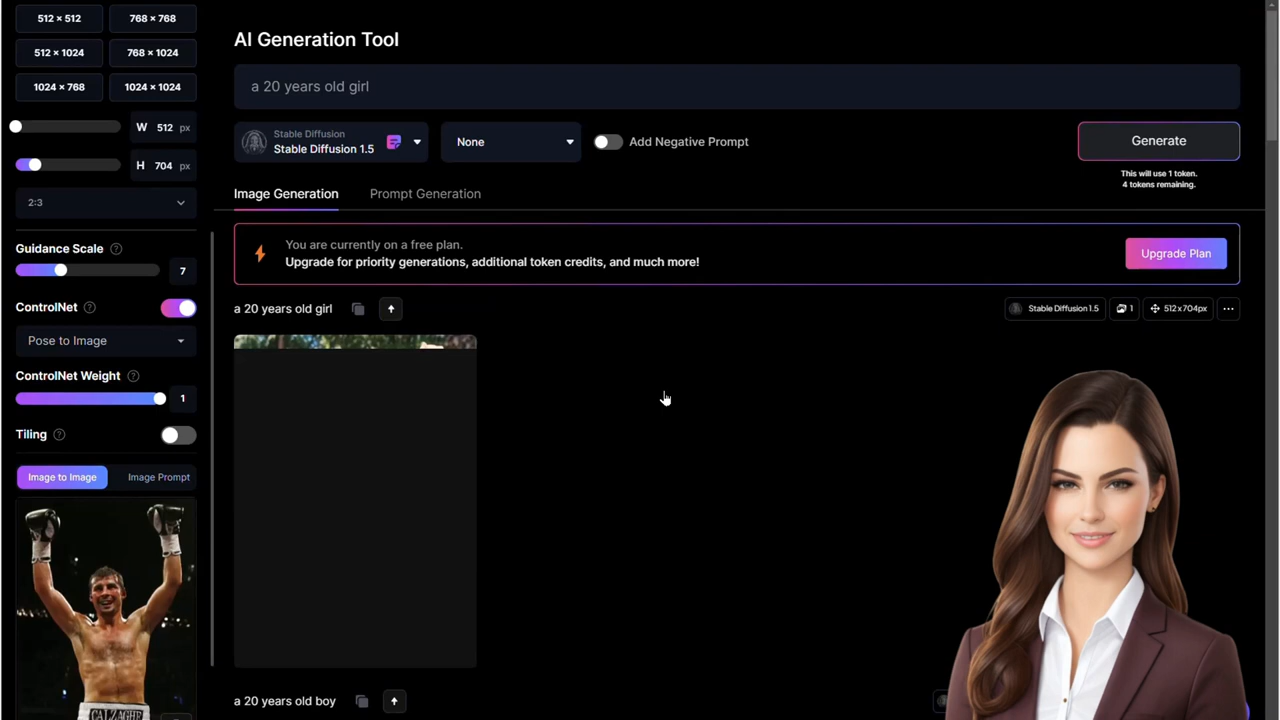 512 × 512
768 × 768
512 × 1024
768 × 1024
1024 × 768
1024 × 1024
W 512 px
H 704 px
2:3
Guidance Scale ?
7
ControlNet ?
Pose to Image
ControlNet Weight ?
1
Tiling ?
Image to Image
Image Prompt
CALZAGHE
AI Generation Tool
a 20 years old girl
Stable Diffusion
Stable Diffusion 1.5
None
Add Negative Prompt
Generate
This will use 1 token.
4 tokens remaining.
Image Generation
Prompt Generation
You are currently on a free plan.
Upgrade for priority generations, additional token credits, and much more!
Upgrade Plan
a 20 years old girl
Stable Diffusion 1.5
1
512x704px
a 20 years old boy